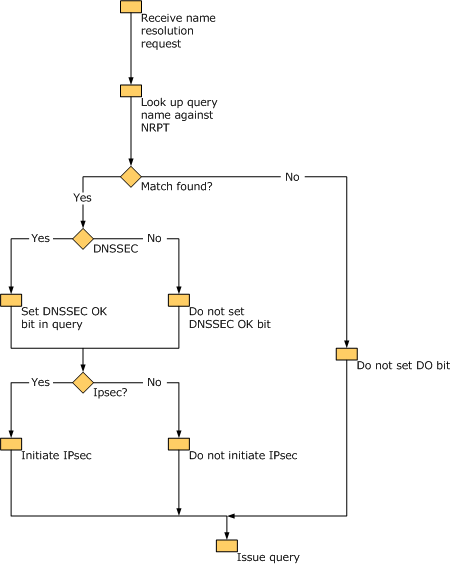 Receive name
resolution
request
Look up query
name against
NRPT
Match found?
No
Yes
DNSSEC
Yes
No
Set DNSSEC OK
bit in query
Do not set
DNSSEC OK bit
Do not set DO bit
Ipsec?
Yes
No
Initiate IPsec
Do not initiate IPsec
Issue query